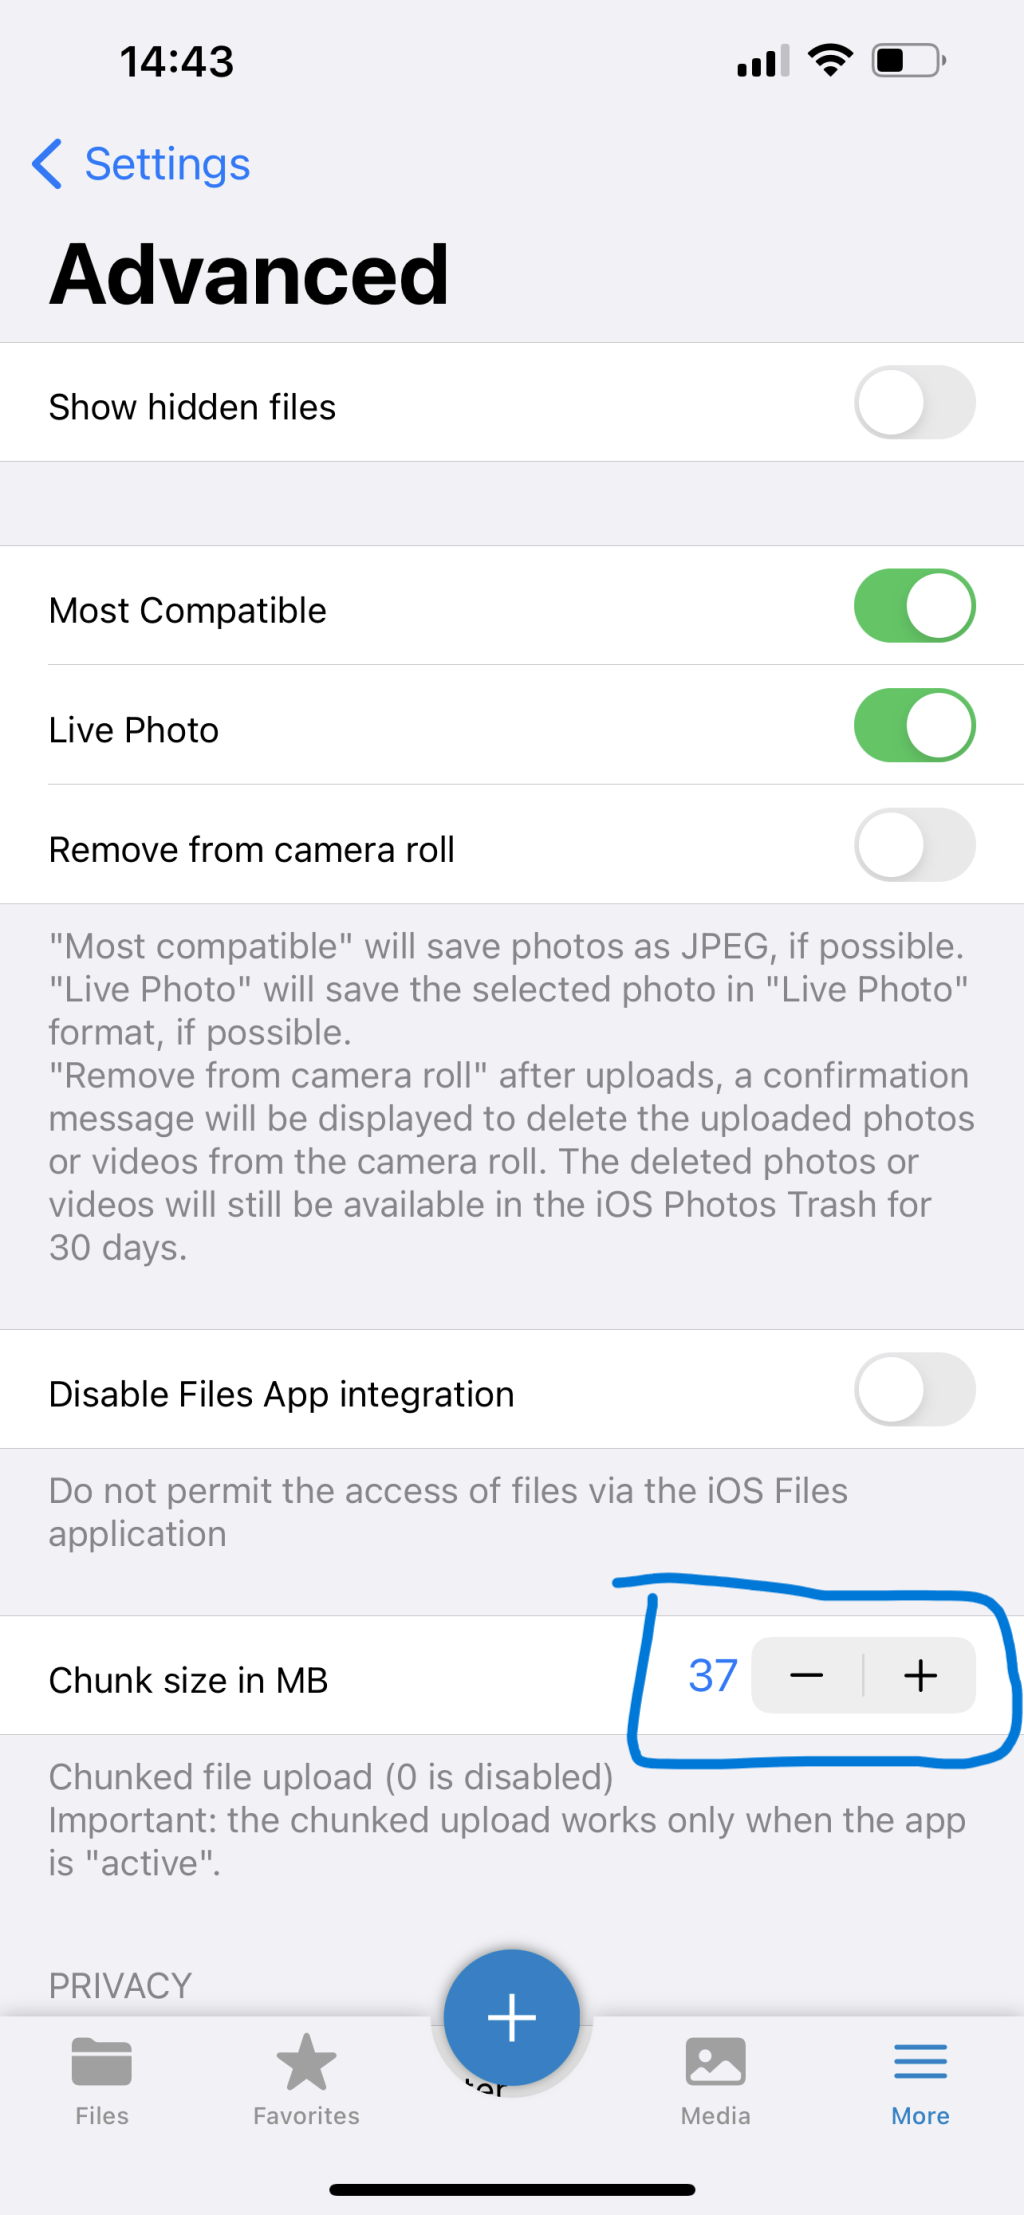 14:43
Settings
Advanced
Show hidden files
Most Compatible
Live Photo
Remove from camera roll
"Most compatible" will save photos as JPEG, if possible.
"Live Photo" will save the selected photo in "Live Photo"
format, if possible.
"Remove from camera roll" after uploads, a confirmation
message will be displayed to delete the uploaded photos
or videos from the camera roll. The deleted photos or
videos will still be available in the iOS Photos Trash for
30 days.
Disable Files App integration
Do not permit the access of files via the iOS Files
application
Chunk size in MB 37 − +
Chunked file upload (0 is disabled)
Important: the chunked upload works only when the app
is "active".
PRIVACY
Files Favorites Media More